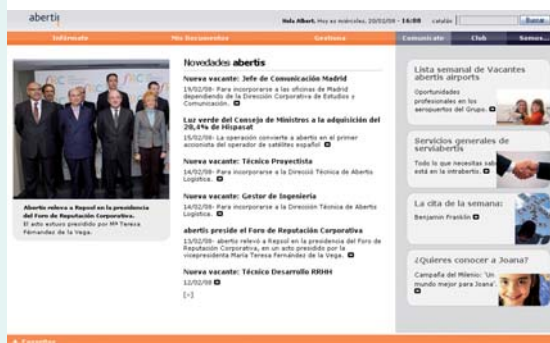 abertis
Hola Albert. Hoy es miércoles, 20/02/08 - 16:08 català Buscar
Infórmate Mis Documentos Gestiona Comunícate Club Somos...
Novedades abertis
Nueva vacante: Jefe de Comunicación Madrid
19/02/08- Para incorporarse a las oficinas de Madrid
dependiendo de la Dirección Corporativa de Estudios y
Comunicación.
Luz verde del Consejo de Ministros a la adquisición del
28,4% de Hispasat
15/02/08- La operación convierte a abertis en el primer
accionista del operador de satélites español
Nueva vacante: Técnico Proyectista
14/02/08- Para incorporarse a la Direcció Técnica de Abertis
Logística.
Nueva vacante: Gestor de Ingeniería
14/02/08- Para incorporarse a la Dirección Técnica de Abertis
Logística.
abertis preside el Foro de Reputación Corporativa
13/02/08- abertis relevó a Repsol en la presidencia del Foro de
Reputación Corporativa, en un acto presidido por la
vicepresidenta María Teresa Fernández de la Vega.
Nueva vacante: Técnico Desarrollo RRHH
12/02/08
[+]
Abertis releva a Repsol en la presidencia
del Foro de Reputación Corporativa.
El acto estuvo presidido por Mª Teresa
Fernández de la Vega.
Lista semanal de Vacantes
abertis airports
Oportunidades
profesionales en los
aeropuertos del Grupo.
Servicios generales de
serviabertis
Todo lo que necesitas
está en la intrabertis.
La cita de la semana:
Benjamin Franklin
¿Quieres conocer a Joana?
Campaña del Milenio: 'Un
mundo mejor para Joana'.